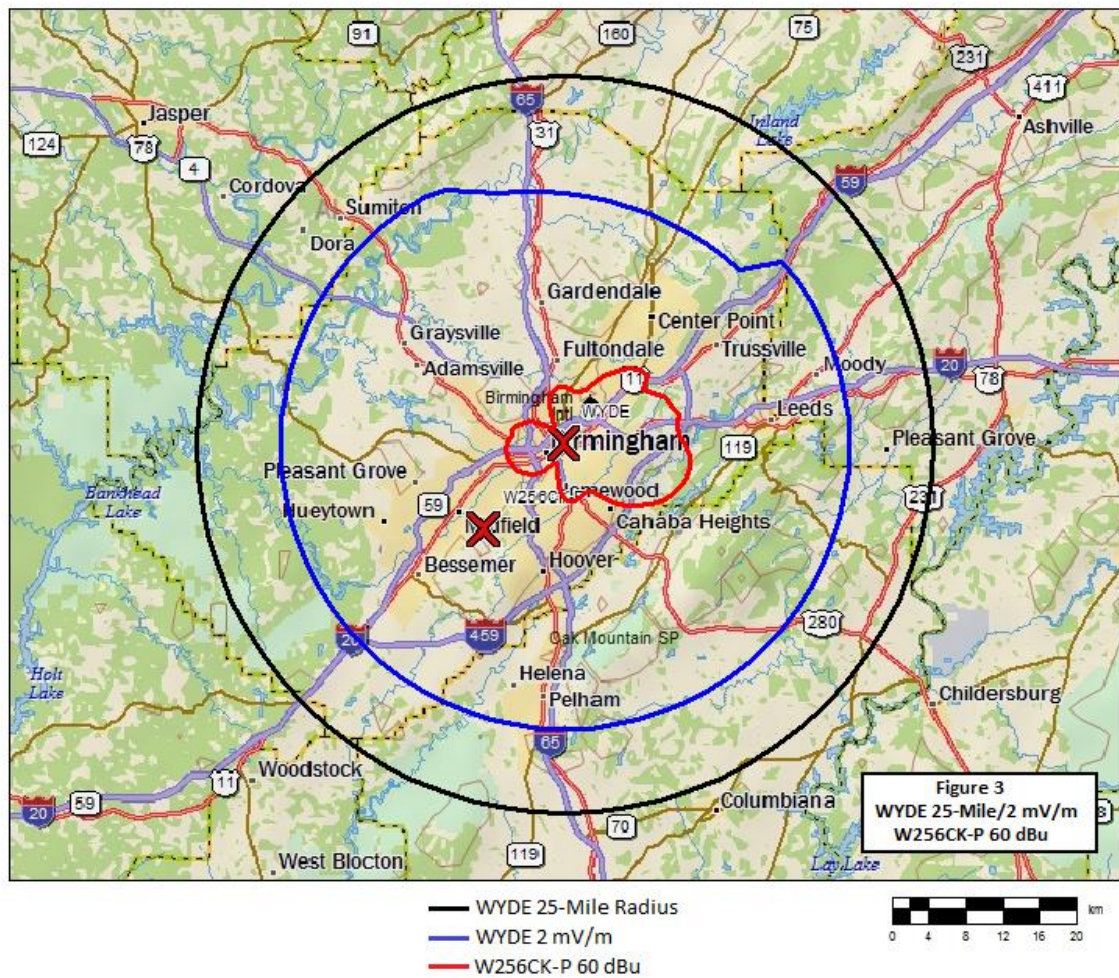 91
160
75
231
65
411
Jasper
31
Inland
Lake
Ashville
124
78
4
59
Cordova
Sumiton
Dora
Gardendale
Center Point
Graysville
Fultondale
Trussville
Moody
20
Adamsville
11
78
Birmingham
Intl
WYDE
Leeds
Birmingham
119
Pleasant Grove
Pleasant Grove
Bankhead
Lake
W256CK
Homewood
231
Hueytown
59
Midfield
Cahaba Heights
Bessemer
Hoover
280
20
459
Oak Mountain SP
Holt
Lake
Helena
Pelham
Childersburg
65
Woodstock
11
59
20
Columbiana
70
Figure 3
WYDE 25-Mile/2 mV/m
W256CK-P 60 dBu
119
West Blocton
Lay Lake
WYDE 25-Mile Radius
WYDE 2 mV/m
W256CK-P 60 dBu
km
0 4 8 12 16 20